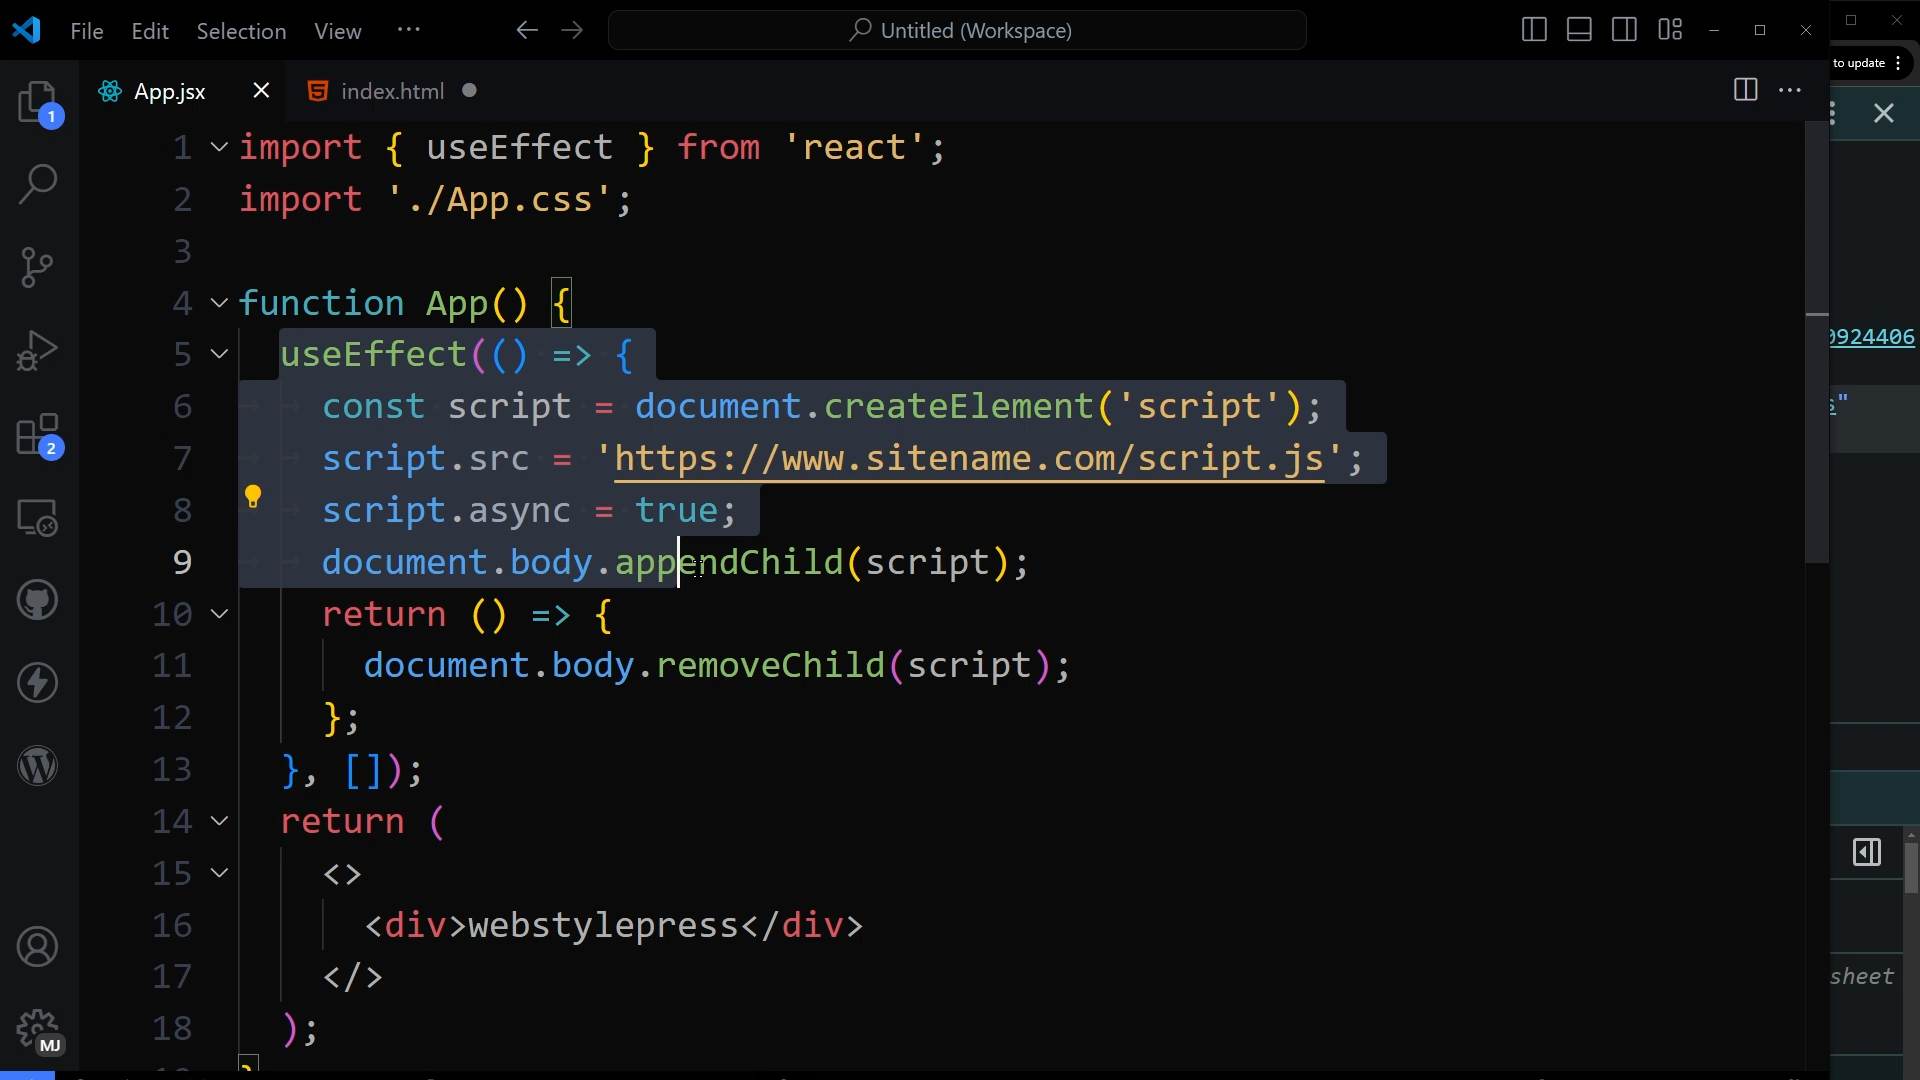 File Edit Selection View ··· Untitled (Workspace)
to update
App.jsx index.html
1 import { useEffect } from 'react';
2 import './App.css';
3
4 function App() {
5 useEffect(() => {
6 const script = document.createElement('script');
7 script.src = 'https://www.sitename.com/script.js';
8 script.async = true;
9 document.body.appendChild(script);
10 return () => {
11 document.body.removeChild(script);
12 };
13 }, []);
14 return (
15 <>
16 <div>webstylepress</div>
17 </>
18 );
}
1
2
MJ
0924406
s"
sheet